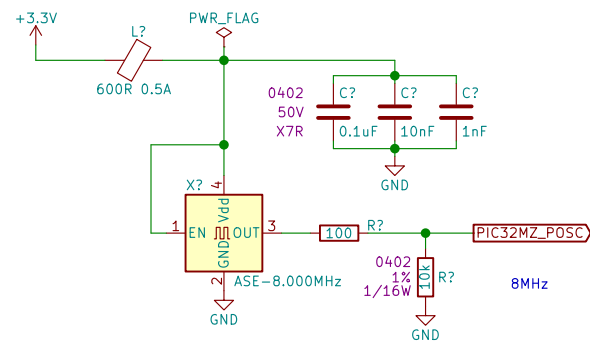 +3.3V
PWR_FLAG
L?
600R 0.5A
0402
50V
X7R
C?
0.1uF
C?
10nF
C?
1nF
GND
X?
4
Vdd
1
EN
OUT
3
GND
2
ASE-8.000MHz
GND
100
R?
PIC32MZ_POSC
0402
1%
1/16W
10k
R?
8MHz
GND